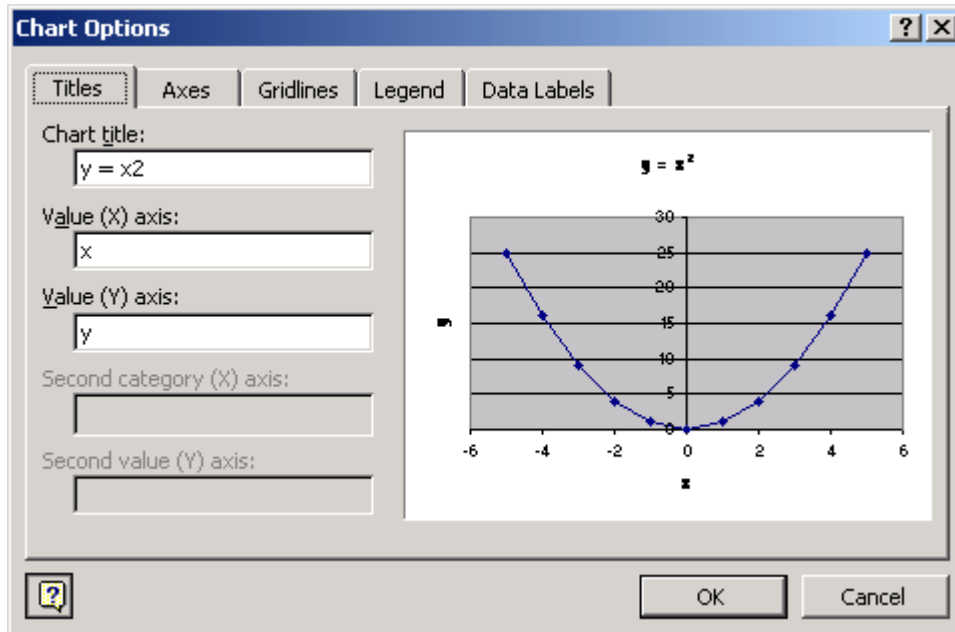 Chart Options
Titles Axes Gridlines Legend Data Labels
Chart title:
y = x2
Value (X) axis:
x
Value (Y) axis:
y
Second category (X) axis:
Second value (Y) axis:
y = x²
30
25
20
15
10
5
0
-6 -4 -2 0 2 4 6
y
x
OK Cancel